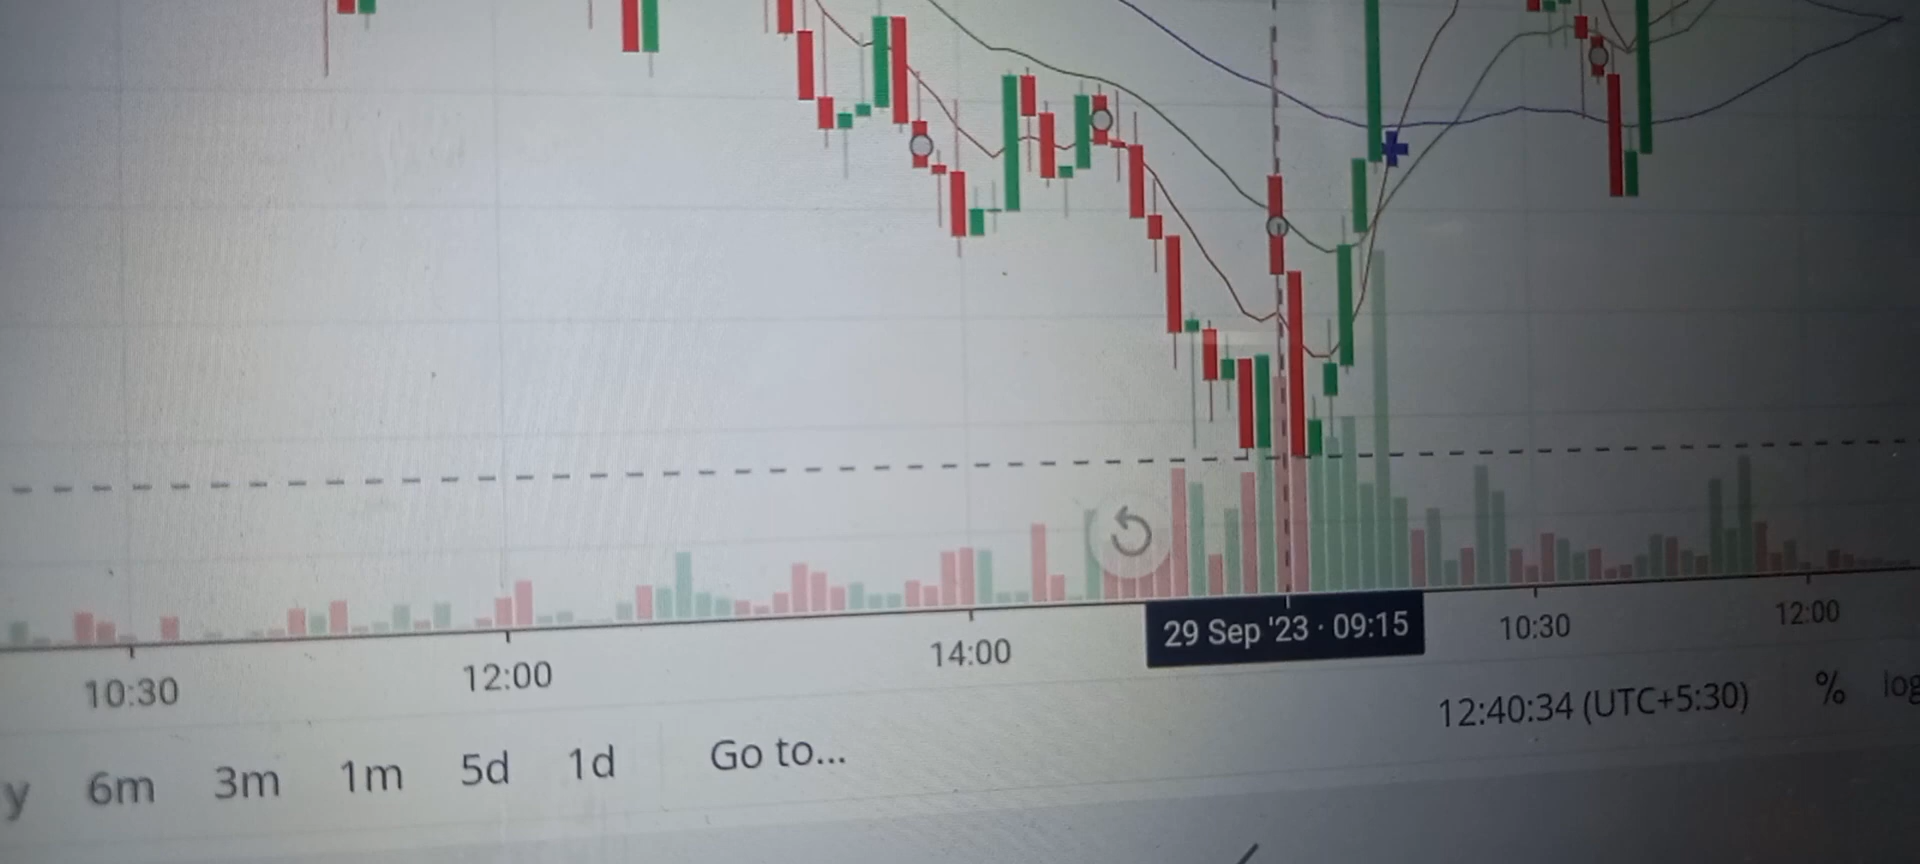 10:30 12:00 14:00 29 Sep '23 · 09:15 10:30 12:00
12:40:34 (UTC+5:30) % log
y 6m 3m 1m 5d 1d Go to...